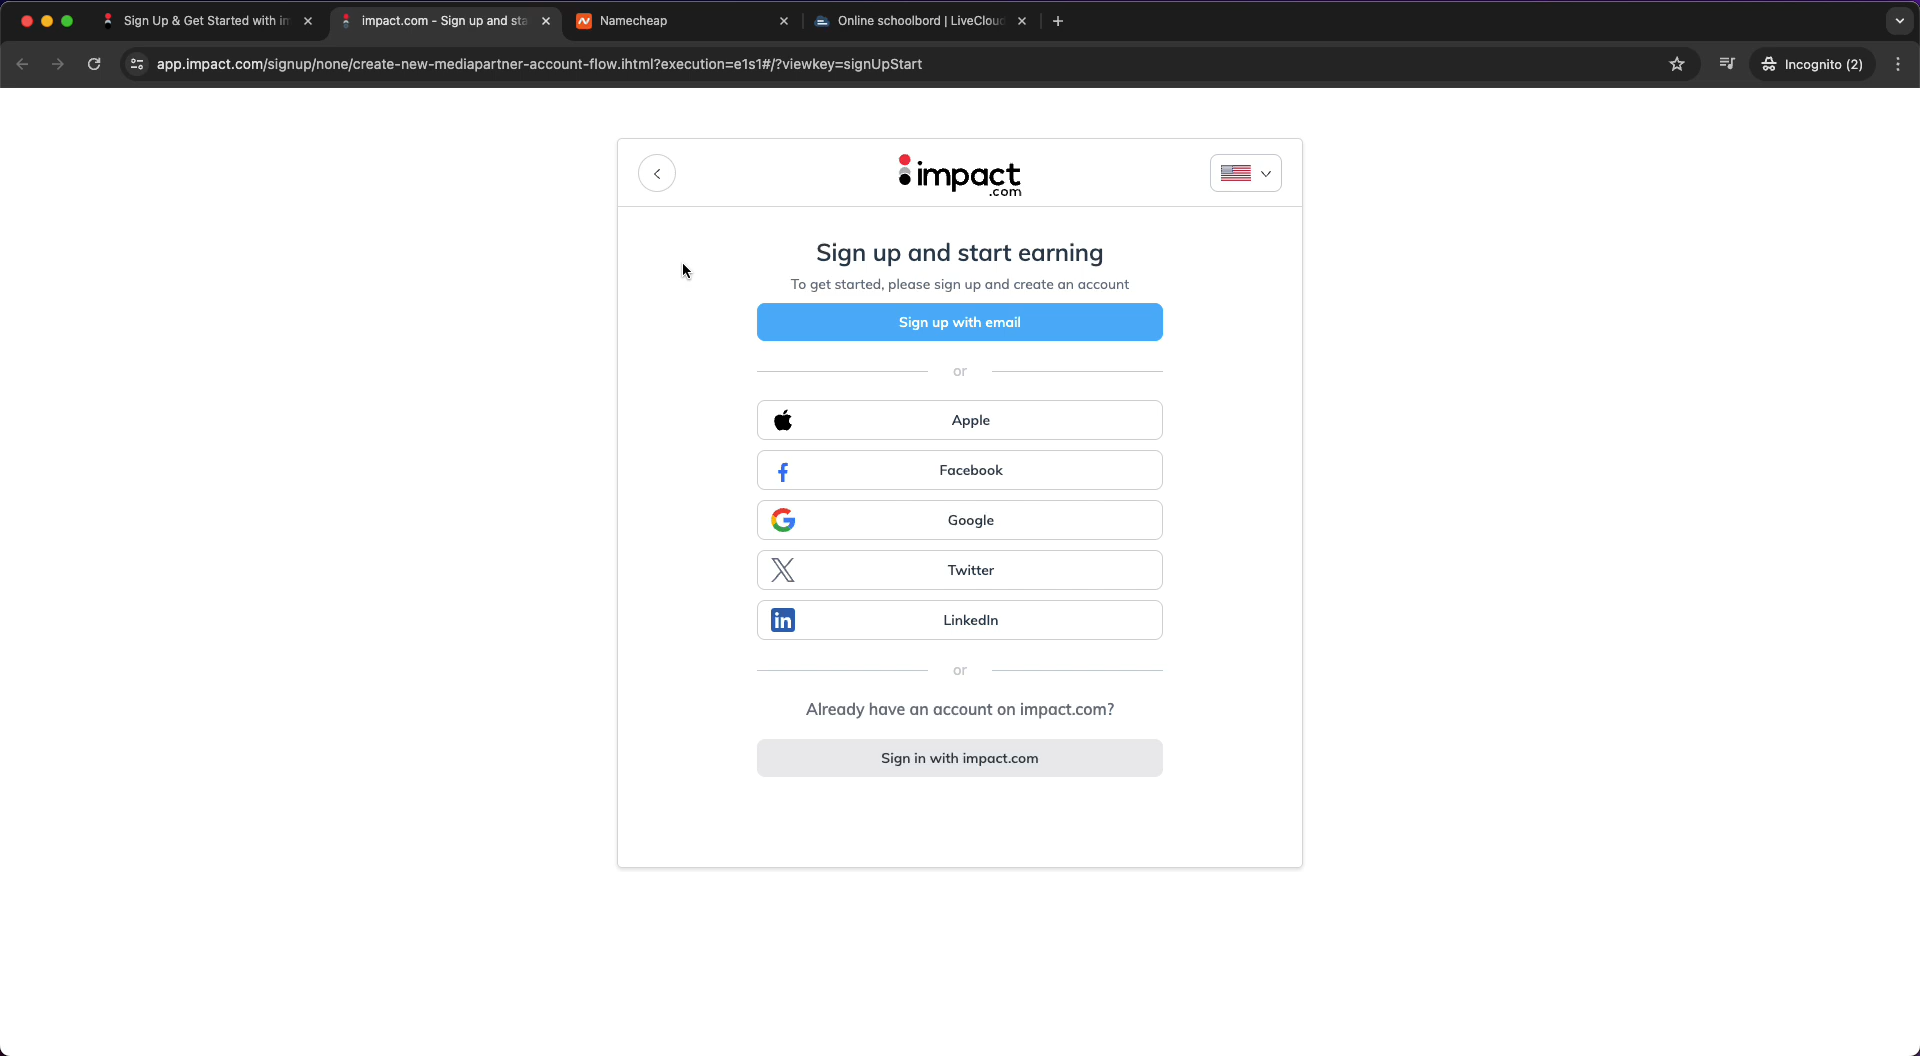 Sign Up & Get Started with im
impact.com - Sign up and sta
Namecheap
Online schoolbord | LiveCloud
app.impact.com/signup/none/create-new-mediapartner-account-flow.ihtml?execution=e1s1#/?viewkey=signUpStart
Incognito (2)
impact
.com
Sign up and start earning
To get started, please sign up and create an account
Sign up with email
or
Apple
Facebook
Google
Twitter
in LinkedIn
or
Already have an account on impact.com?
Sign in with impact.com